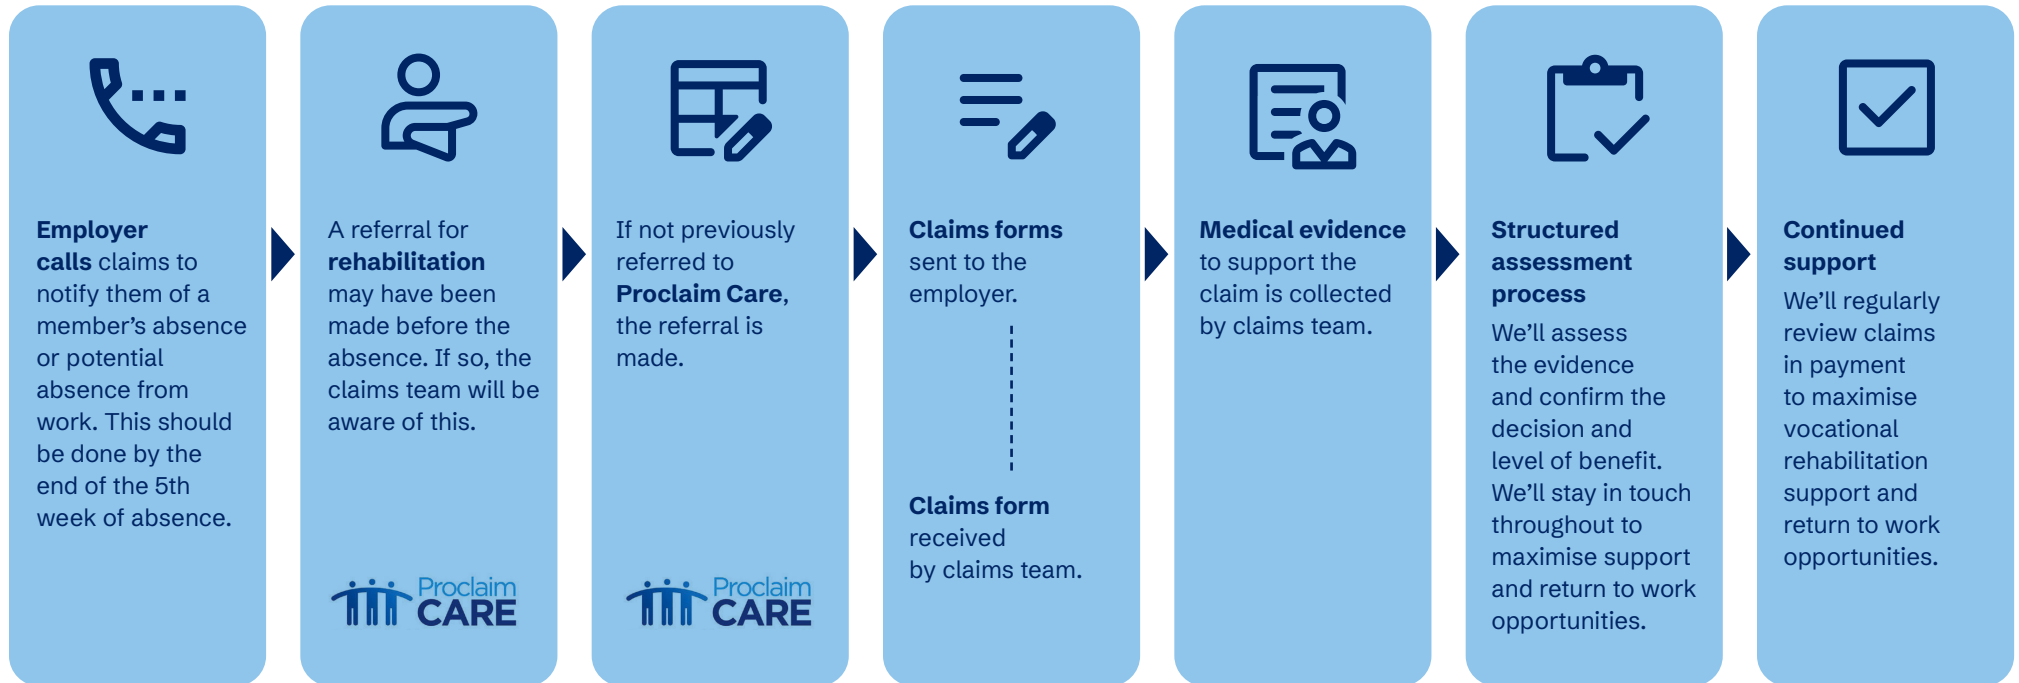 Employer
calls claims to
notify them of a
member’s absence
or potential
absence from
work. This should
be done by the
end of the 5th
week of absence.
A referral for
rehabilitation
may have been
made before the
absence. If so, the
claims team will be
aware of this.
Proclaim
CARE
If not previously
referred to
Proclaim Care,
the referral is
made.
Proclaim
CARE
Claims forms
sent to the
employer.
Claims form
received
by claims team.
Medical evidence
to support the
claim is collected
by claims team.
Structured
assessment
process
We’ll assess
the evidence
and confirm the
decision and
level of benefit.
We’ll stay in touch
throughout to
maximise support
and return to work
opportunities.
Continued
support
We’ll regularly
review claims
in payment
to maximise
vocational
rehabilitation
support and
return to work
opportunities.